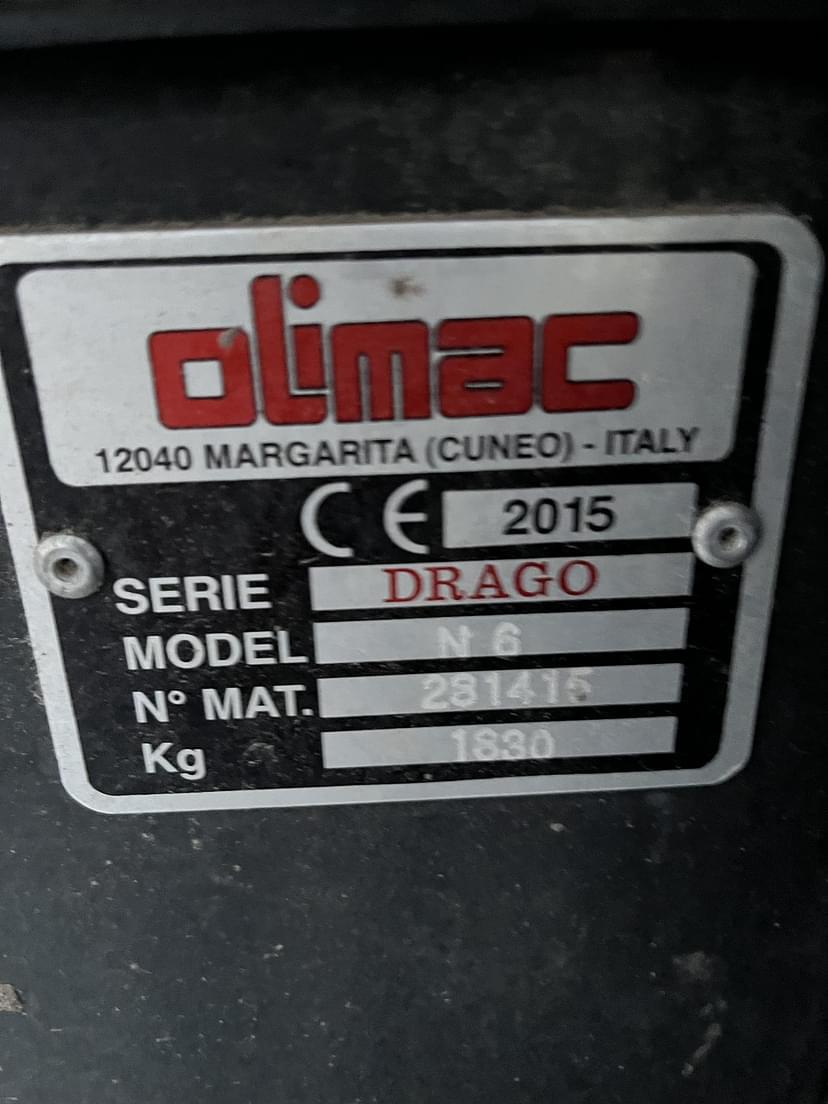 olimac
12040 MARGARITA (CUNEO) - ITALY
CE 2015
SERIE DRAGO
MODEL N 6
N° MAT. 281415
Kg 1830